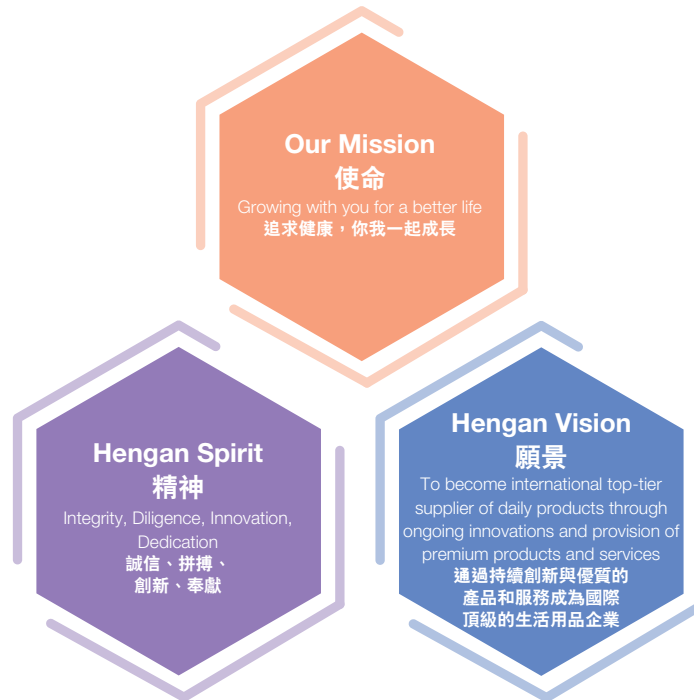 Our Mission
使命
Growing with you for a better life
追求健康，你我一起成長
Hengan Spirit
精神
Integrity, Diligence, Innovation,
Dedication
誠信、拼搏、
創新、奉獻
Hengan Vision
願景
To become international top-tier
supplier of daily products through
ongoing innovations and provision of
premium products and services
通過持續創新與優質的
產品和服務成為國際
頂級的生活用品企業